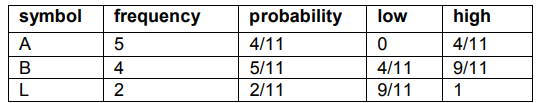 symbol frequency probability low high
A 5 4/11 0 4/11
B 4 5/11 4/11 9/11
L 2 2/11 9/11 1